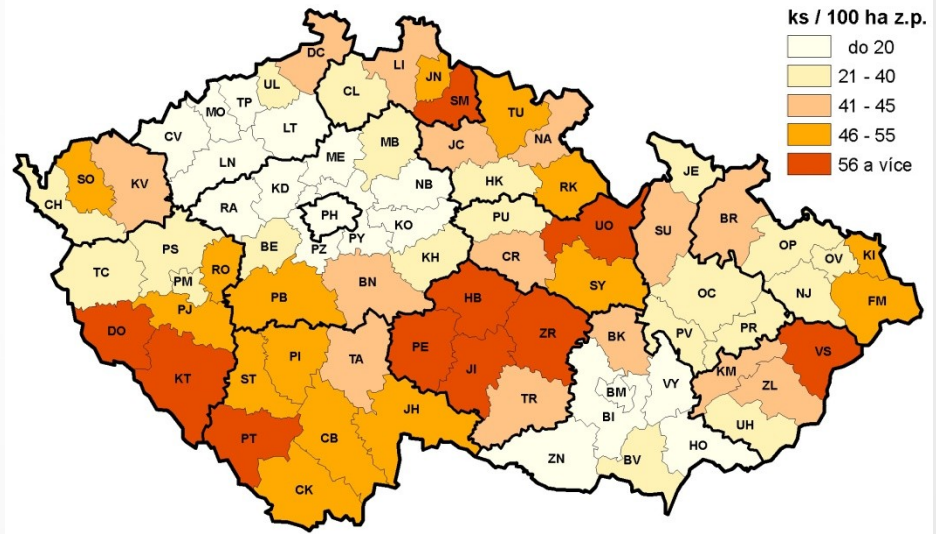 ks / 100 ha z.p.
do 20
21 - 40
41 - 45
46 - 55
56 a více
DC
LI
JN
SM
UL
CL
TP
MO
TU
CV
LT
NA
MB
JC
LN
ME
JE
SO
KV
KD
NB
HK
RK
CH
RA
PH
KO
PU
UO
SU
BR
PZ
PY
OP
PS
BE
KH
CR
OV
KI
TC
RO
PM
BN
SY
OC
NJ
FM
PB
HB
PJ
DO
ZR
BK
PV
PR
PE
VS
PI
TA
JI
KM
KT
ST
VY
ZL
BM
TR
JH
BI
UH
PT
CB
HO
ZN
BV
CK